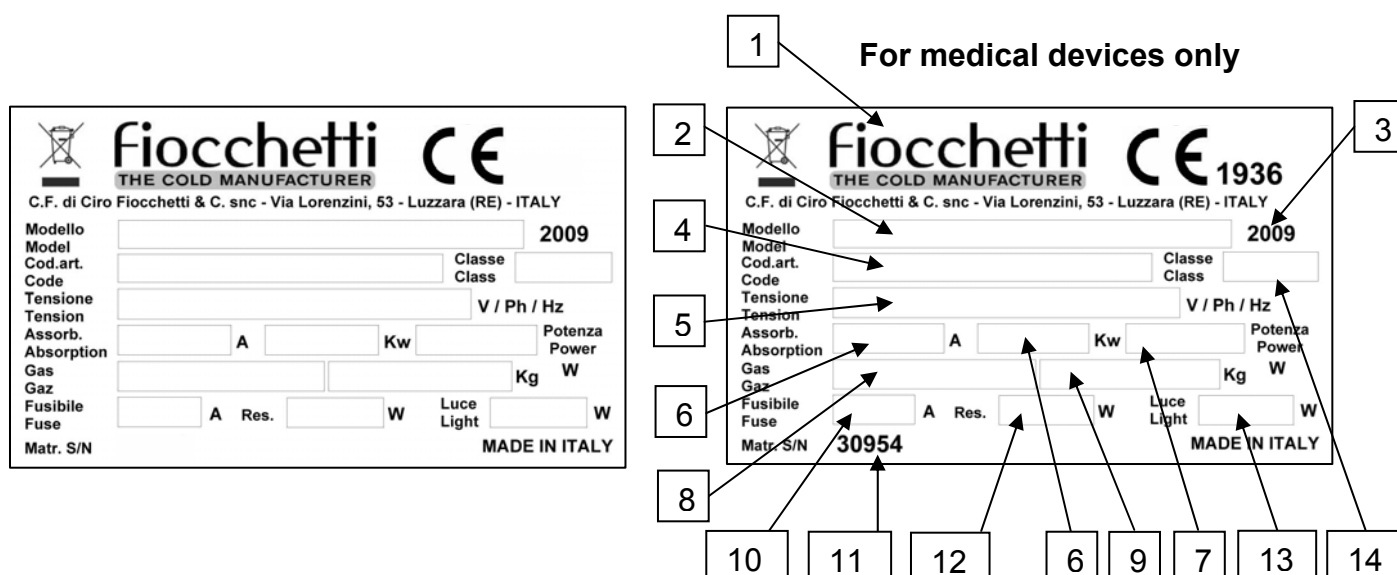 1
For medical devices only
fiocchetti CE
THE COLD MANUFACTURER
C.F. di Ciro Fiocchetti & C. snc - Via Lorenzini, 53 - Luzzara (RE) - ITALY
Modello
Model
2009
Cod.art.
Code
Classe
Class
Tensione
Tension
V / Ph / Hz
Assorb.
Absorption
A
Kw
Potenza
Power
W
Gas
Gaz
Kg
Fusibile
Fuse
A
Res.
W
Luce
Light
W
Matr. S/N
MADE IN ITALY
2
3
4
5
6
8
fiocchetti CE 1936
THE COLD MANUFACTURER
C.F. di Ciro Fiocchetti & C. snc - Via Lorenzini, 53 - Luzzara (RE) - ITALY
Modello
Model
2009
Cod.art.
Code
Classe
Class
Tensione
Tension
V / Ph / Hz
Assorb.
Absorption
A
Kw
Potenza
Power
W
Gas
Gaz
Kg
Fusibile
Fuse
A
Res.
W
Luce
Light
W
Matr. S/N
30954
MADE IN ITALY
10 11 12 6 9 7 13 14